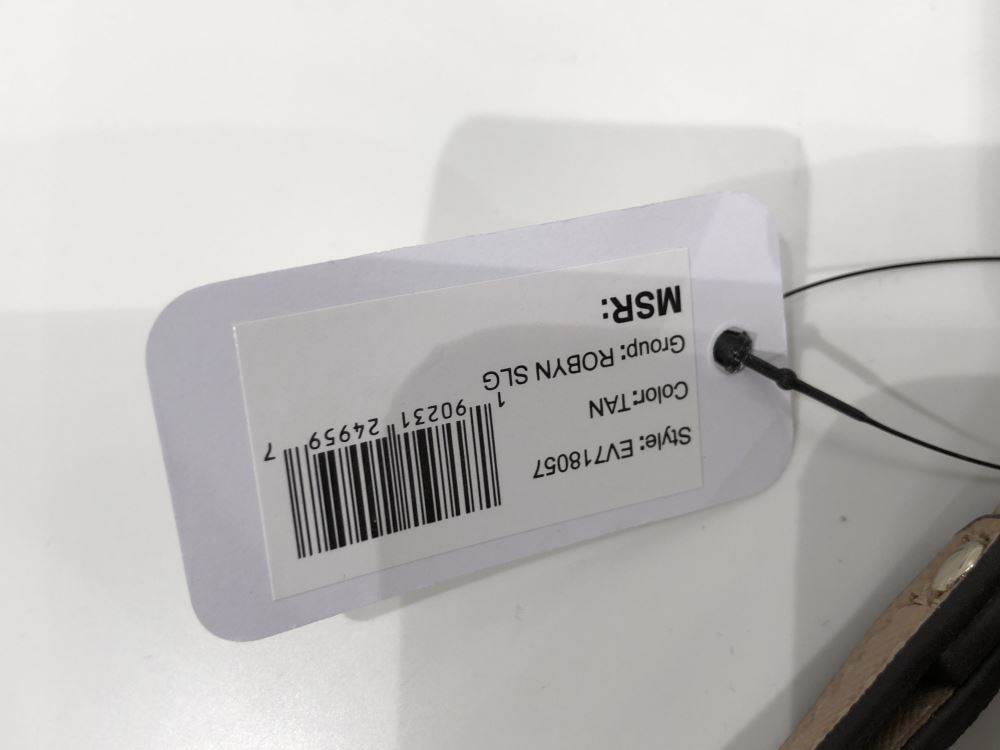 Style: EV718057
Color:TAN
Group: ROBYN SLG
MSR:
1 90231 24959 7